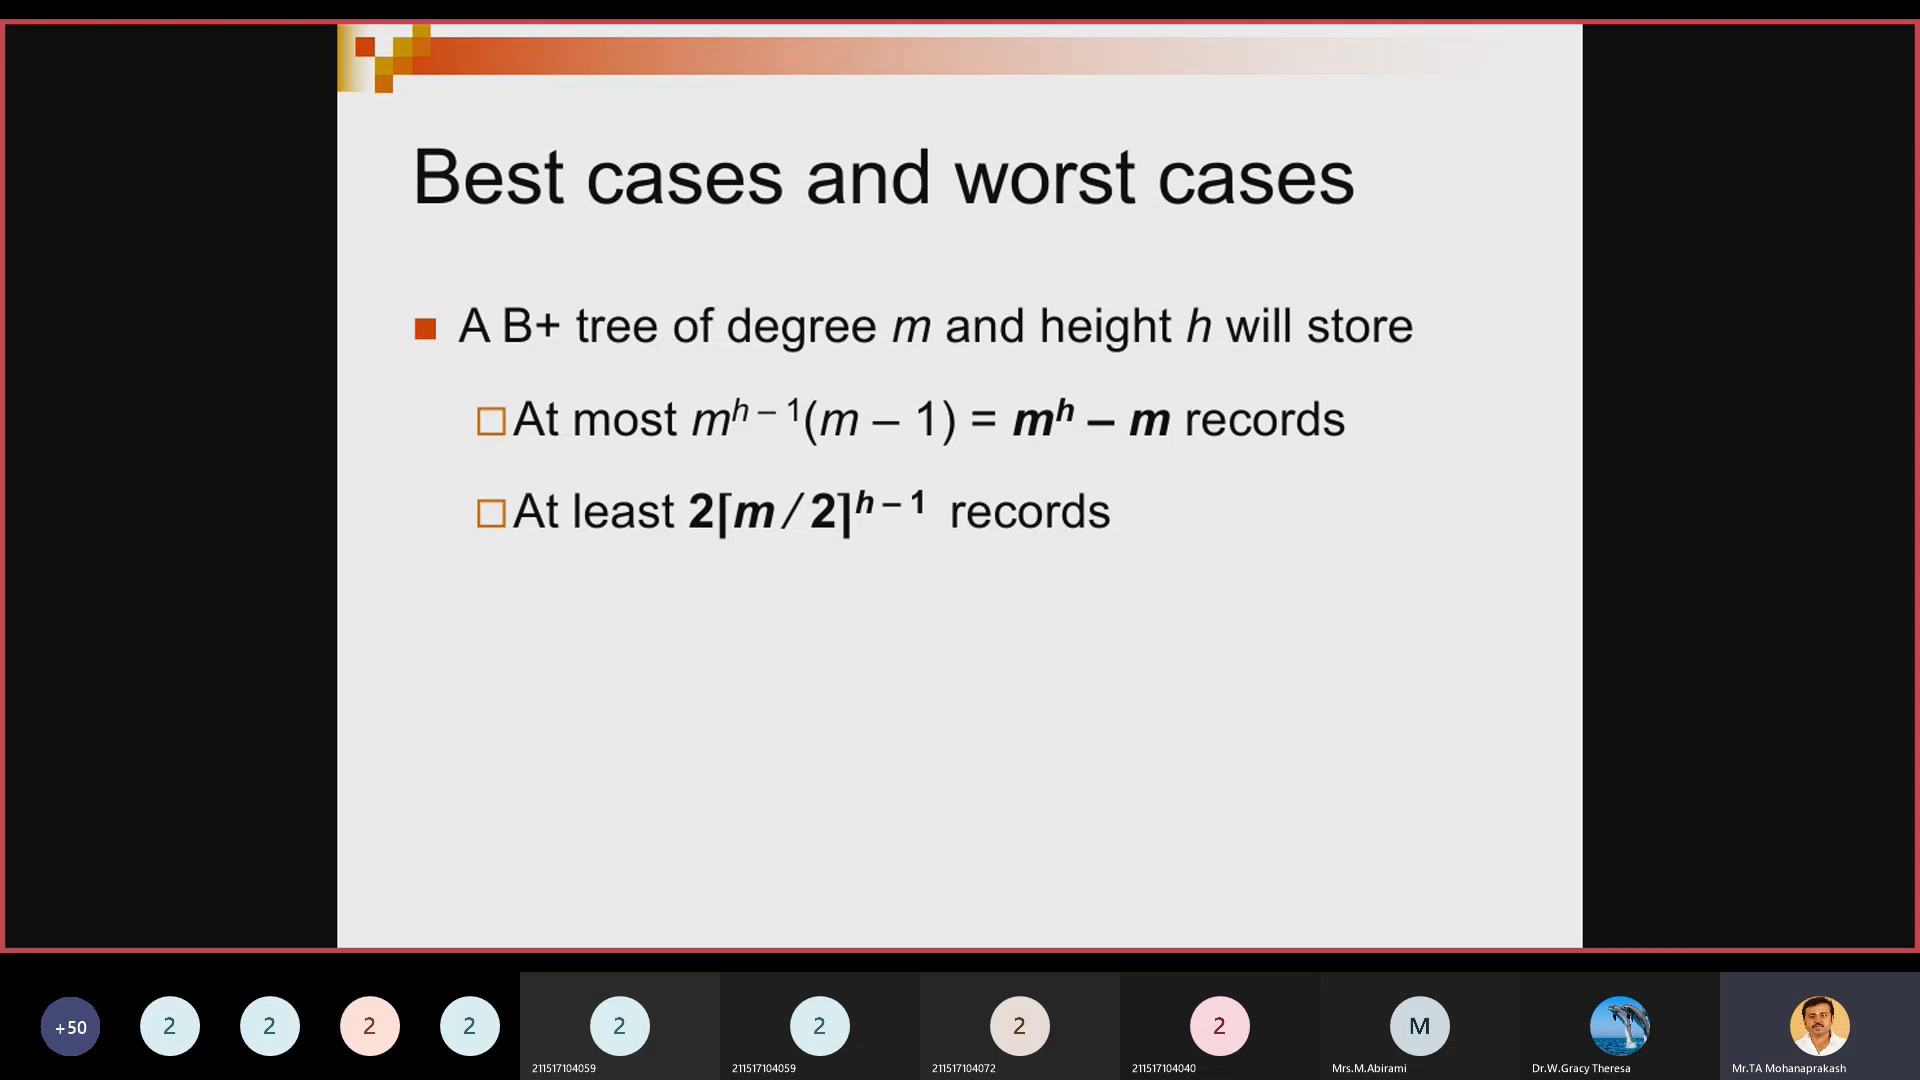 Best cases and worst cases
A B+ tree of degree m and height h will store
At most m^(h – 1)(m – 1) = m^h – m records
At least 2⌈m / 2⌉^(h – 1) records
+50
2
2
2
2
2
2
2
2
M
211517104059
211517104059
211517104072
211517104040
Mrs.M.Abirami
Dr.W.Gracy Theresa
Mr.TA Mohanaprakash